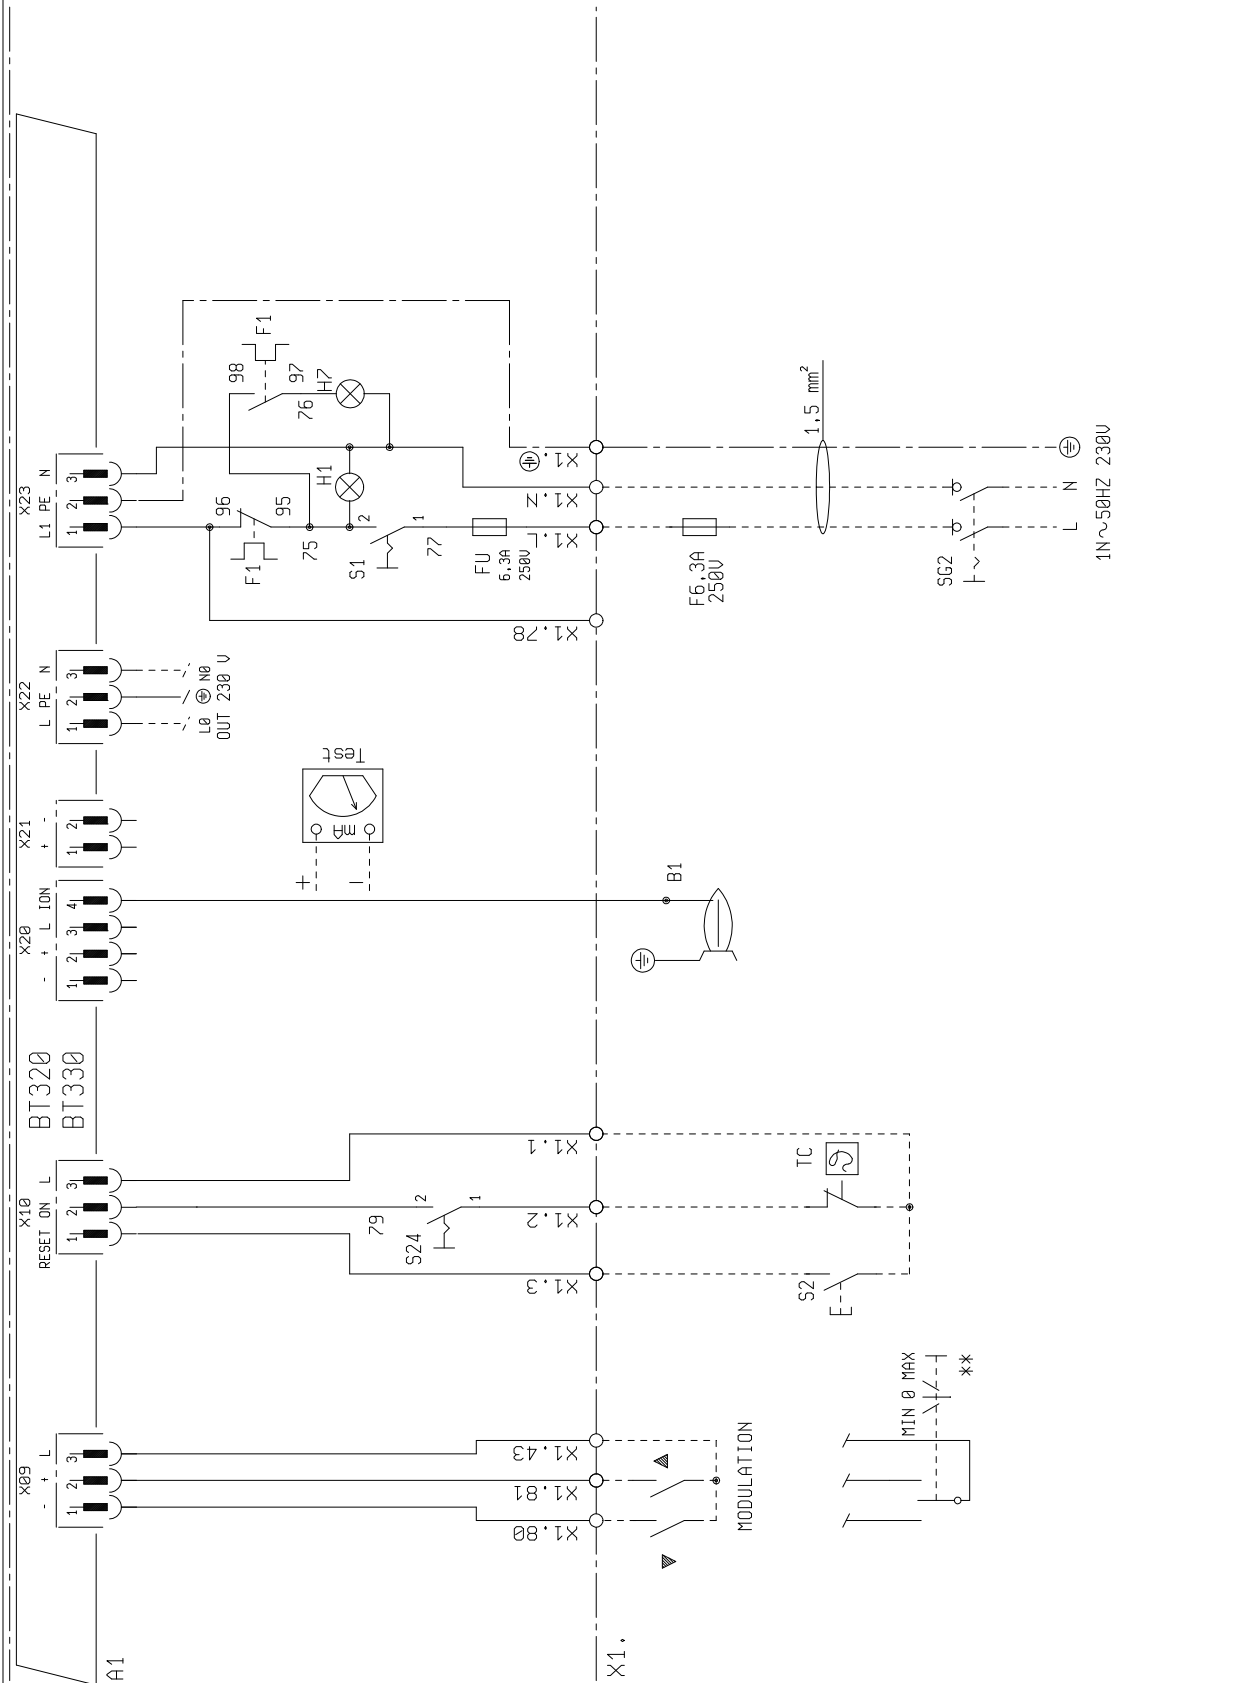 A1
BT320
BT330
X09
- + L
1 2 3
X10
RESET ON L
1 2 3
X20
- + L ION
1 2 3 4
X21
+ -
1 2
X22
L PE N
1 2 3
X23
L1 PE N
1 2 3
L0 N0
OUT 230 V
F1
96
95
98
97
F1
75
76
H1
H7
S1
2
1
77
FU
6.3A
250V
+
-
mA
Test
79
S24
2
1
X1.
X1.80
X1.81
X1.43
X1.3
X1.2
X1.1
X1.78
X1.L
X1.N
X1.
B1
MODULATION
S2
TC
F6,3A
250V
1,5 mm²
SG2
MIN 0 MAX
**
L N
1N~50HZ 230V